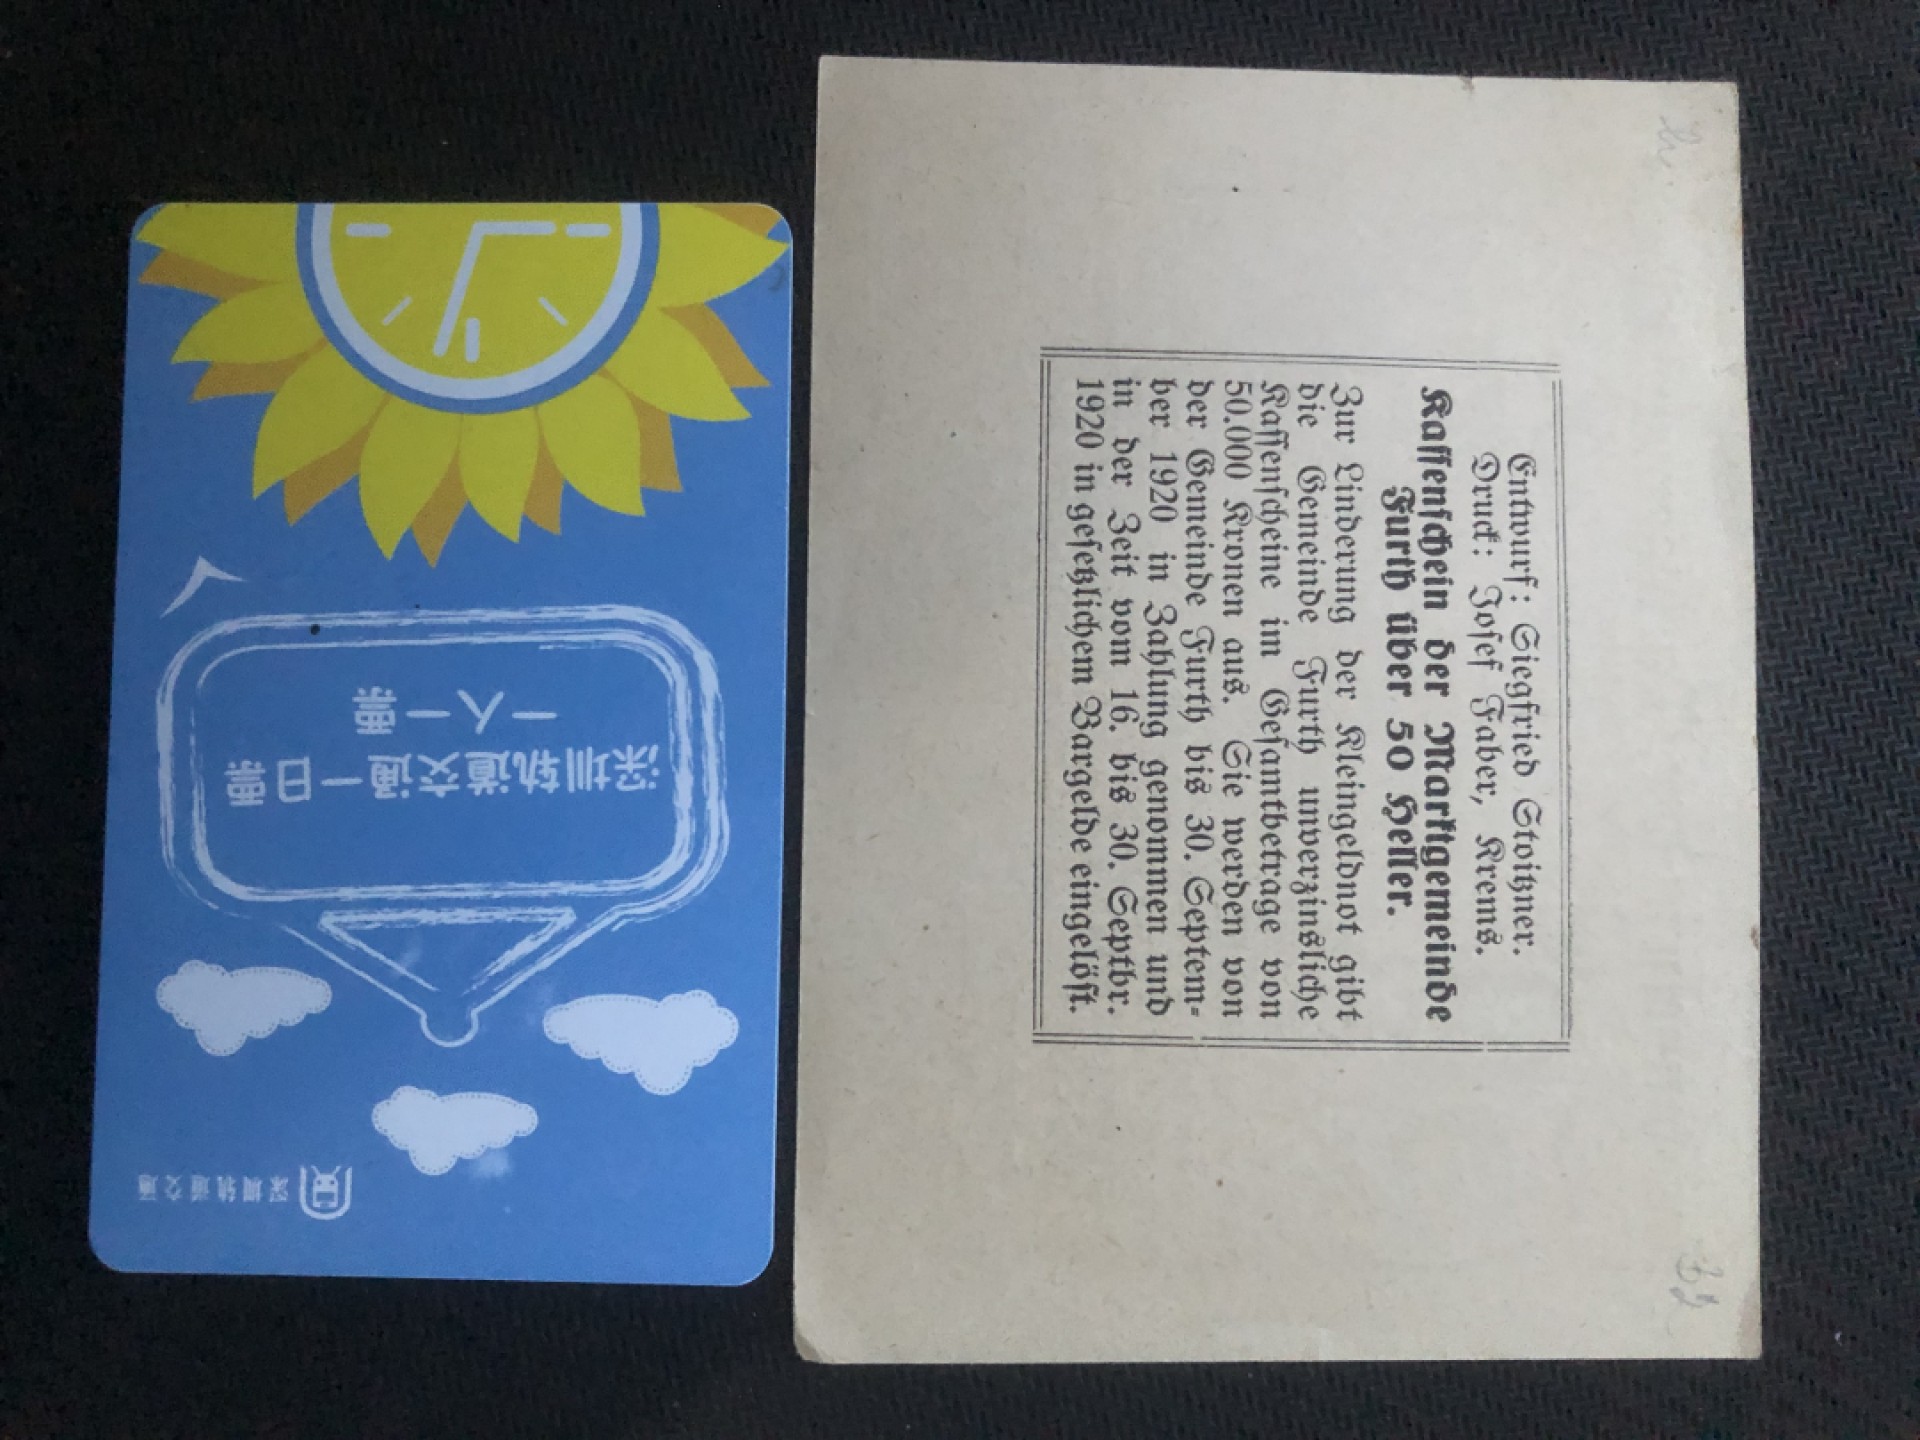 深圳轨道交通一日票
一人一票
深圳轨道交通
Entwurf: Siegfried Stoitzner.
Druck: Josef Faber, Krems.
Kassenschein der Marktgemeinde
Furth über 50 Heller.
Zur Linderung der Kleingeldnot gibt
die Gemeinde Furth unverzinsliche
Kassenscheine im Gesamtbetrage von
50.000 Kronen aus. Sie werden von
der Gemeinde Furth bis 30. Septem-
ber 1920 in Zahlung genommen und
in der Zeit vom 16. bis 30. Septbr.
1920 in gesetzlichem Bargelde eingelöst.